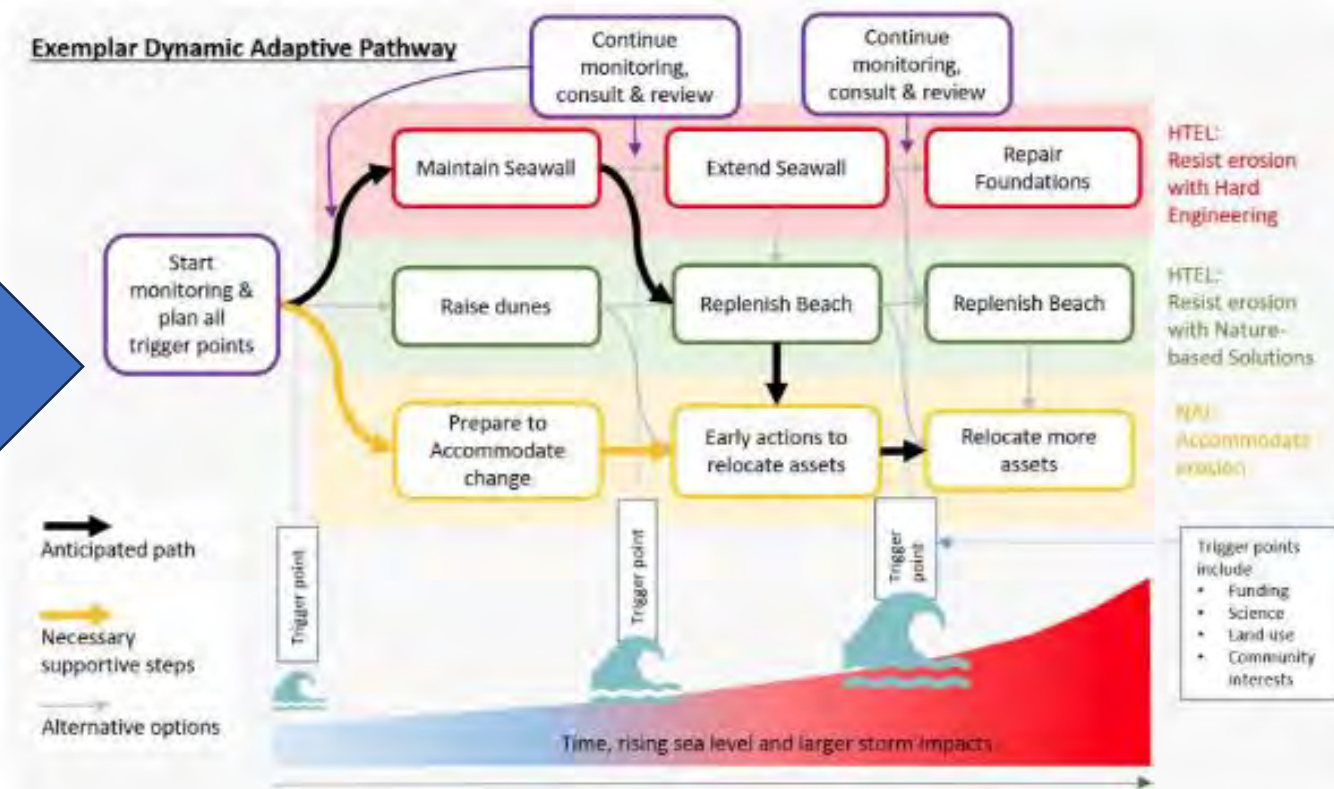 Exemplar Dynamic Adaptive Pathway
Continue
monitoring,
consult & review
Continue
monitoring,
consult & review
Maintain Seawall
Extend Seawall
Repair
Foundations
HTEL:
Resist erosion
with Hard
Engineering
Start
monitoring &
plan all
trigger points
Raise dunes
Replenish Beach
Replenish Beach
HTEL:
Resist erosion
with Nature-
based Solutions
Prepare to
Accommodate
change
Early actions to
relocate assets
Relocate more
assets
Accommodate
erosion
Anticipated path
Necessary
supportive steps
Alternative options
Trigger point
Trigger point
Trigger
point
Trigger points
include
• Funding
• Science
• Land use
• Community
interests
Time, rising sea level and larger storm impacts